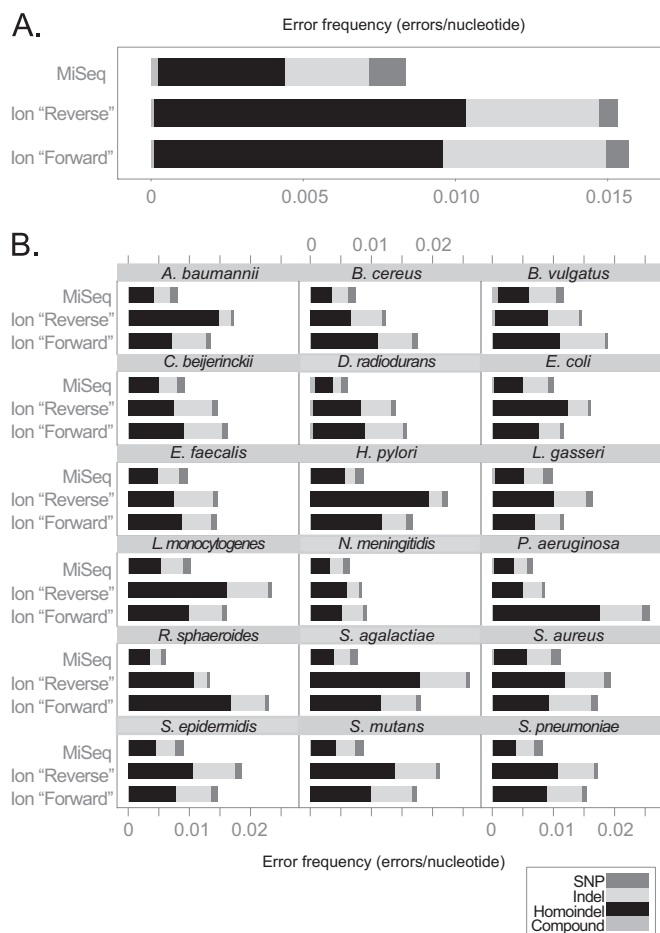 A.
Error frequency (errors/nucleotide)
MiSeq
Ion “Reverse”
Ion “Forward”
0 0.005 0.010 0.015
B.
0 0.01 0.02
A. baumannii B. cereus B. vulgatus
MiSeq
Ion “Reverse”
Ion “Forward”
C. beijerinckii D. radiodurans E. coli
MiSeq
Ion “Reverse”
Ion “Forward”
E. faecalis H. pylori L. gasseri
MiSeq
Ion “Reverse”
Ion “Forward”
L. monocytogenes N. meningitidis P. aeruginosa
MiSeq
Ion “Reverse”
Ion “Forward”
R. sphaeroides S. agalactiae S. aureus
MiSeq
Ion “Reverse”
Ion “Forward”
S. epidermidis S. mutans S. pneumoniae
MiSeq
Ion “Reverse”
Ion “Forward”
0 0.01 0.02 0 0.01 0.02
Error frequency (errors/nucleotide)
SNP
Indel
Homoindel
Compound